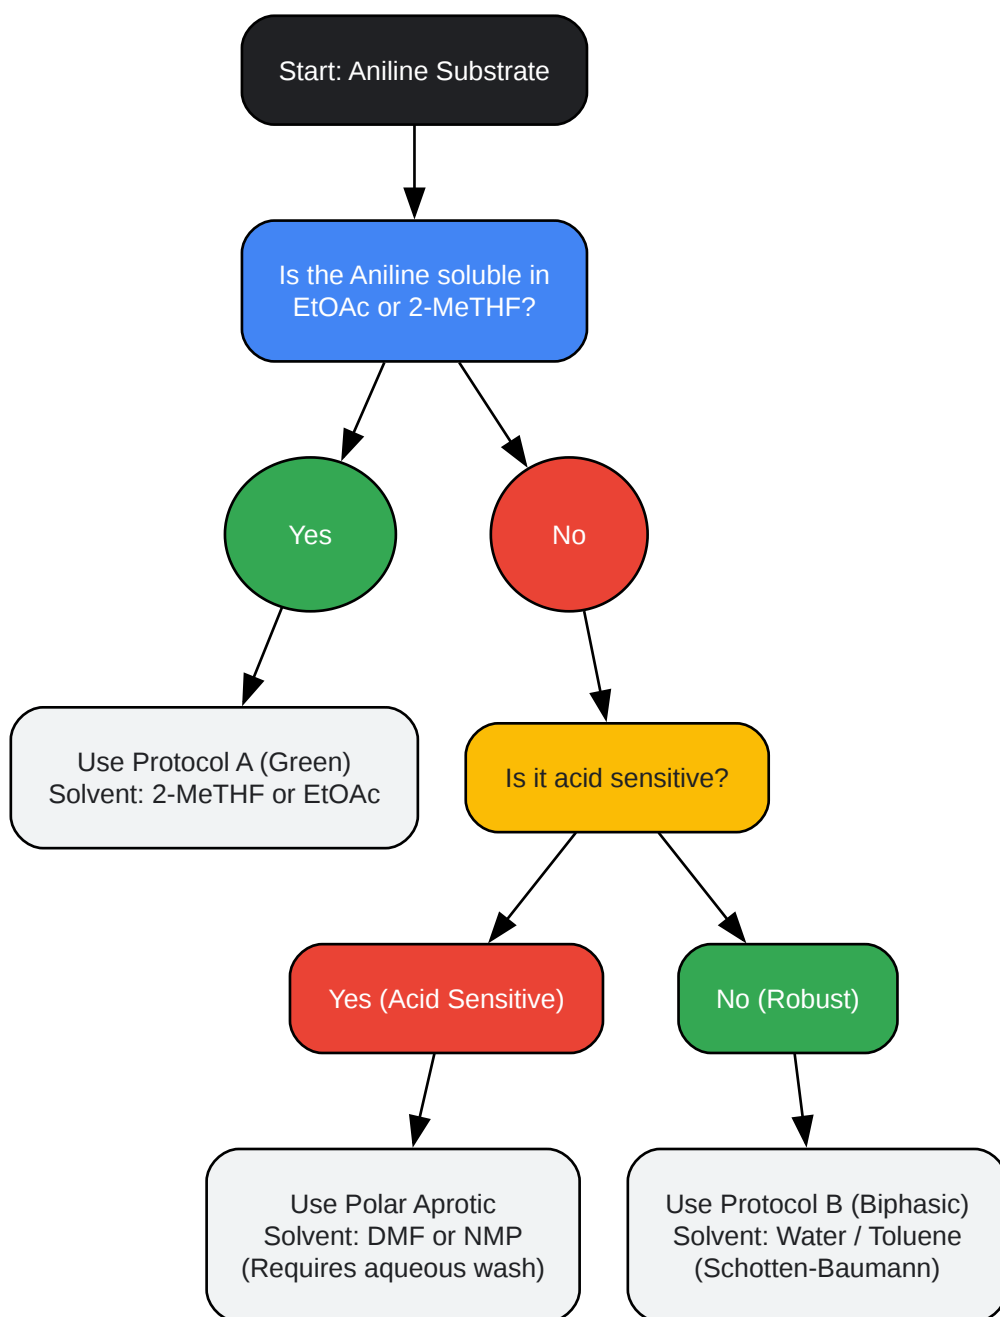 Start: Aniline Substrate
Is the Aniline soluble in
EtOAc or 2-MeTHF?
Yes
No
Use Protocol A (Green)
Solvent: 2-MeTHF or EtOAc
Is it acid sensitive?
Yes (Acid Sensitive)
No (Robust)
Use Polar Aprotic
Solvent: DMF or NMP
(Requires aqueous wash)
Use Protocol B (Biphasic)
Solvent: Water / Toluene
(Schotten-Baumann)